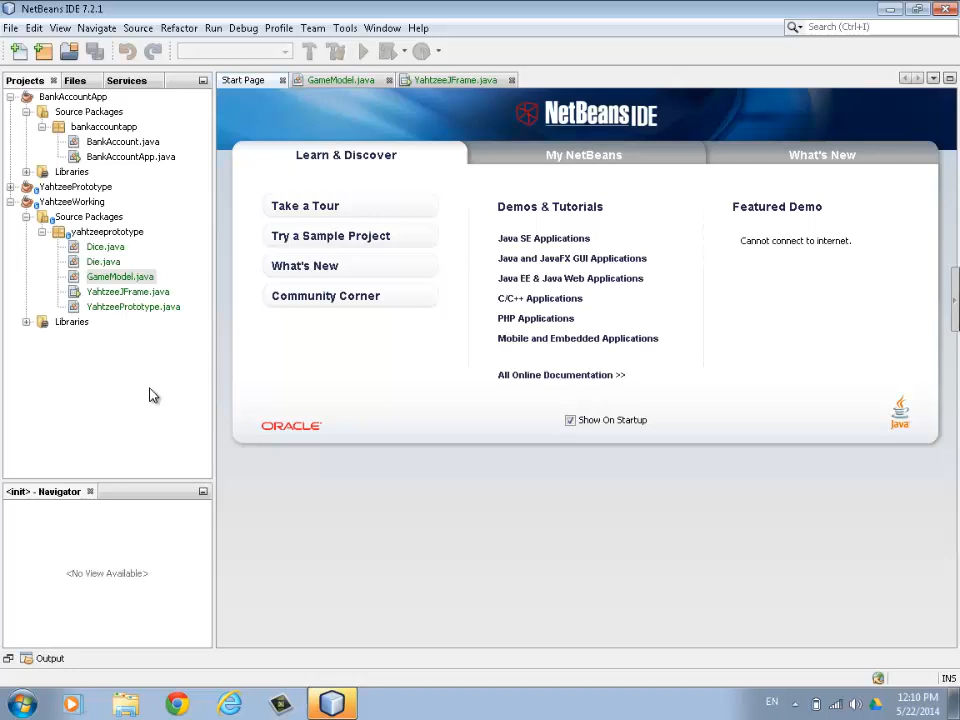 NetBeans IDE 7.2.1
File Edit View Navigate Source Refactor Run Debug Profile Team Tools Window Help
Search (Ctrl+I)
Projects Files Services
Start Page GameModel.java YahtzeeJFrame.java
BankAccountApp
Source Packages
bankaccountapp
BankAccount.java
BankAccountApp.java
Libraries
YahtzeePrototype
YahtzeeWorking
Source Packages
yahtzeeprototype
Dice.java
Die.java
GameModel.java
YahtzeeJFrame.java
YahtzeePrototype.java
Libraries
NetBeans IDE
Learn & Discover
My NetBeans
What's New
Take a Tour
Try a Sample Project
What's New
Community Corner
Demos & Tutorials
Java SE Applications
Java and JavaFX GUI Applications
Java EE & Java Web Applications
C/C++ Applications
PHP Applications
Mobile and Embedded Applications
All Online Documentation >>
Featured Demo
Cannot connect to internet.
ORACLE
Show On Startup
Java
<init> - Navigator
<No View Available>
Output
INS
EN
12:10 PM
5/22/2014